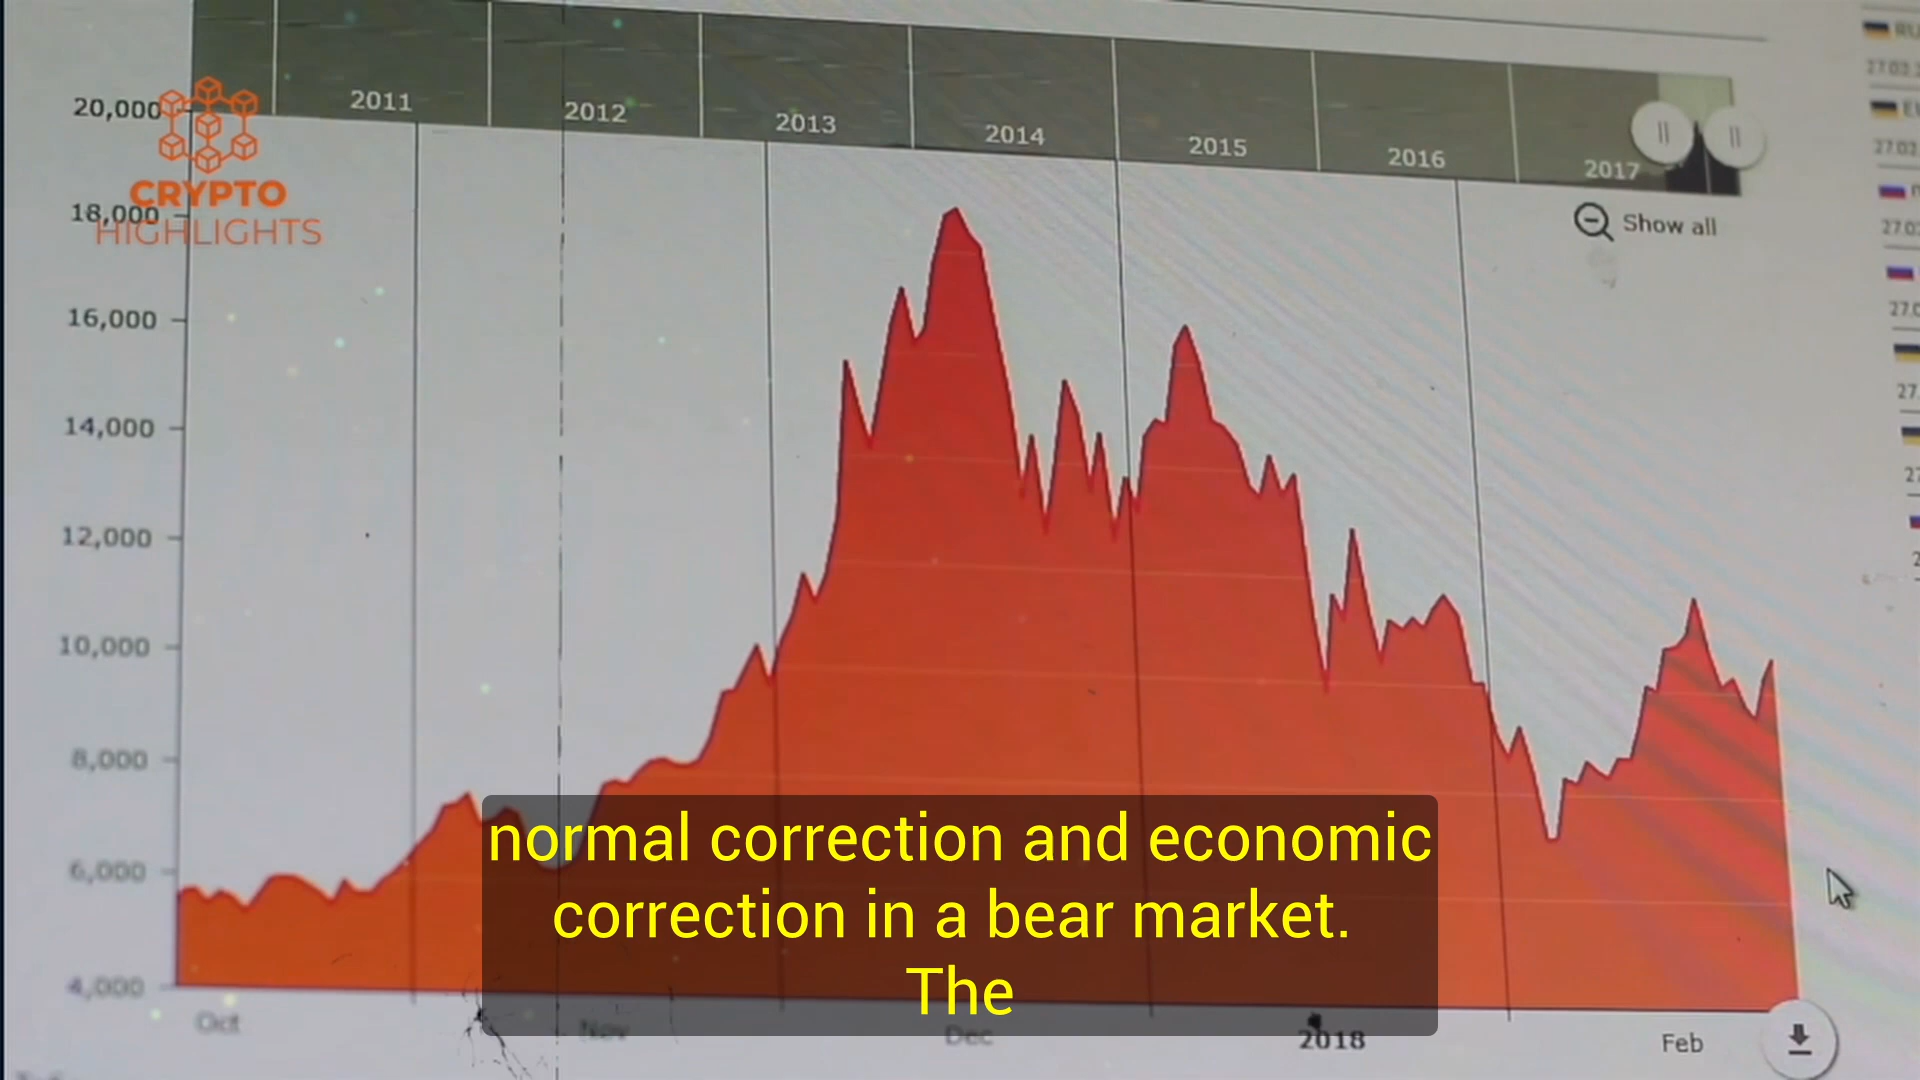 2011
2012
2013
2014
2015
2016
2017
20,000
CRYPTO
HIGHLIGHTS
18,000
Show all
16,000
14,000
12,000
10,000
8,000
6,000
4,000
normal correction and economic
correction in a bear market.
The
Oct
Nov
Dec
2018
Feb